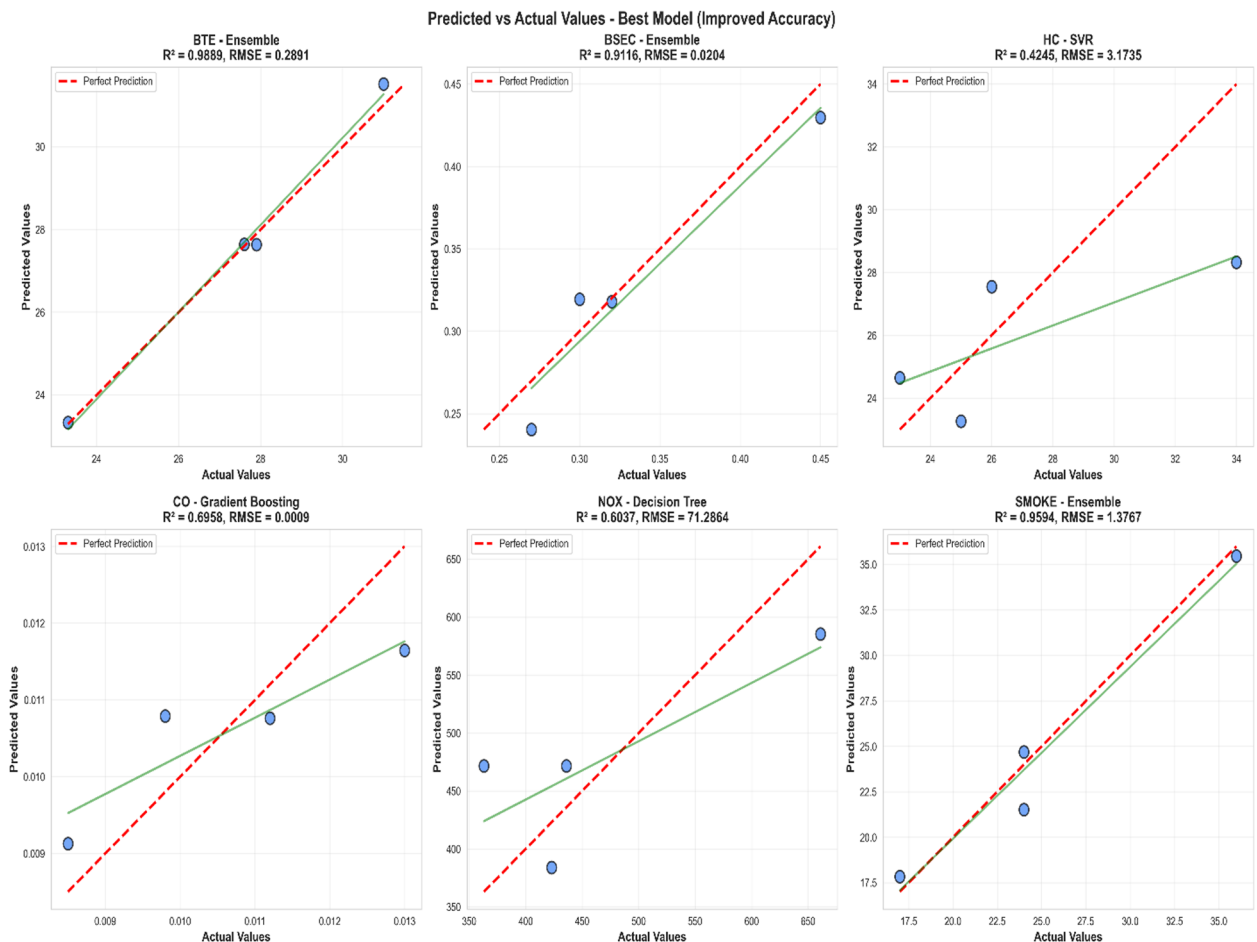 Predicted vs Actual Values - Best Model (Improved Accuracy)
BTE - Ensemble
R² = 0.9889, RMSE = 0.2891
Perfect Prediction
30
28
26
24
Predicted Values
24
26
28
30
Actual Values
BSEC - Ensemble
R² = 0.9116, RMSE = 0.0204
Perfect Prediction
0.45
0.40
0.35
0.30
0.25
Predicted Values
0.25
0.30
0.35
0.40
0.45
Actual Values
HC - SVR
R² = 0.4245, RMSE = 3.1735
Perfect Prediction
34
32
30
28
26
24
Predicted Values
24
26
28
30
32
34
Actual Values
CO - Gradient Boosting
R² = 0.6958, RMSE = 0.0009
Perfect Prediction
0.013
0.012
0.011
0.010
0.009
Predicted Values
0.009
0.010
0.011
0.012
0.013
Actual Values
NOX - Decision Tree
R² = 0.6037, RMSE = 71.2864
Perfect Prediction
650
600
550
500
450
400
350
Predicted Values
350
400
450
500
550
600
650
Actual Values
SMOKE - Ensemble
R² = 0.9594, RMSE = 1.3767
Perfect Prediction
35.0
32.5
30.0
27.5
25.0
22.5
20.0
17.5
Predicted Values
17.5
20.0
22.5
25.0
27.5
30.0
32.5
35.0
Actual Values